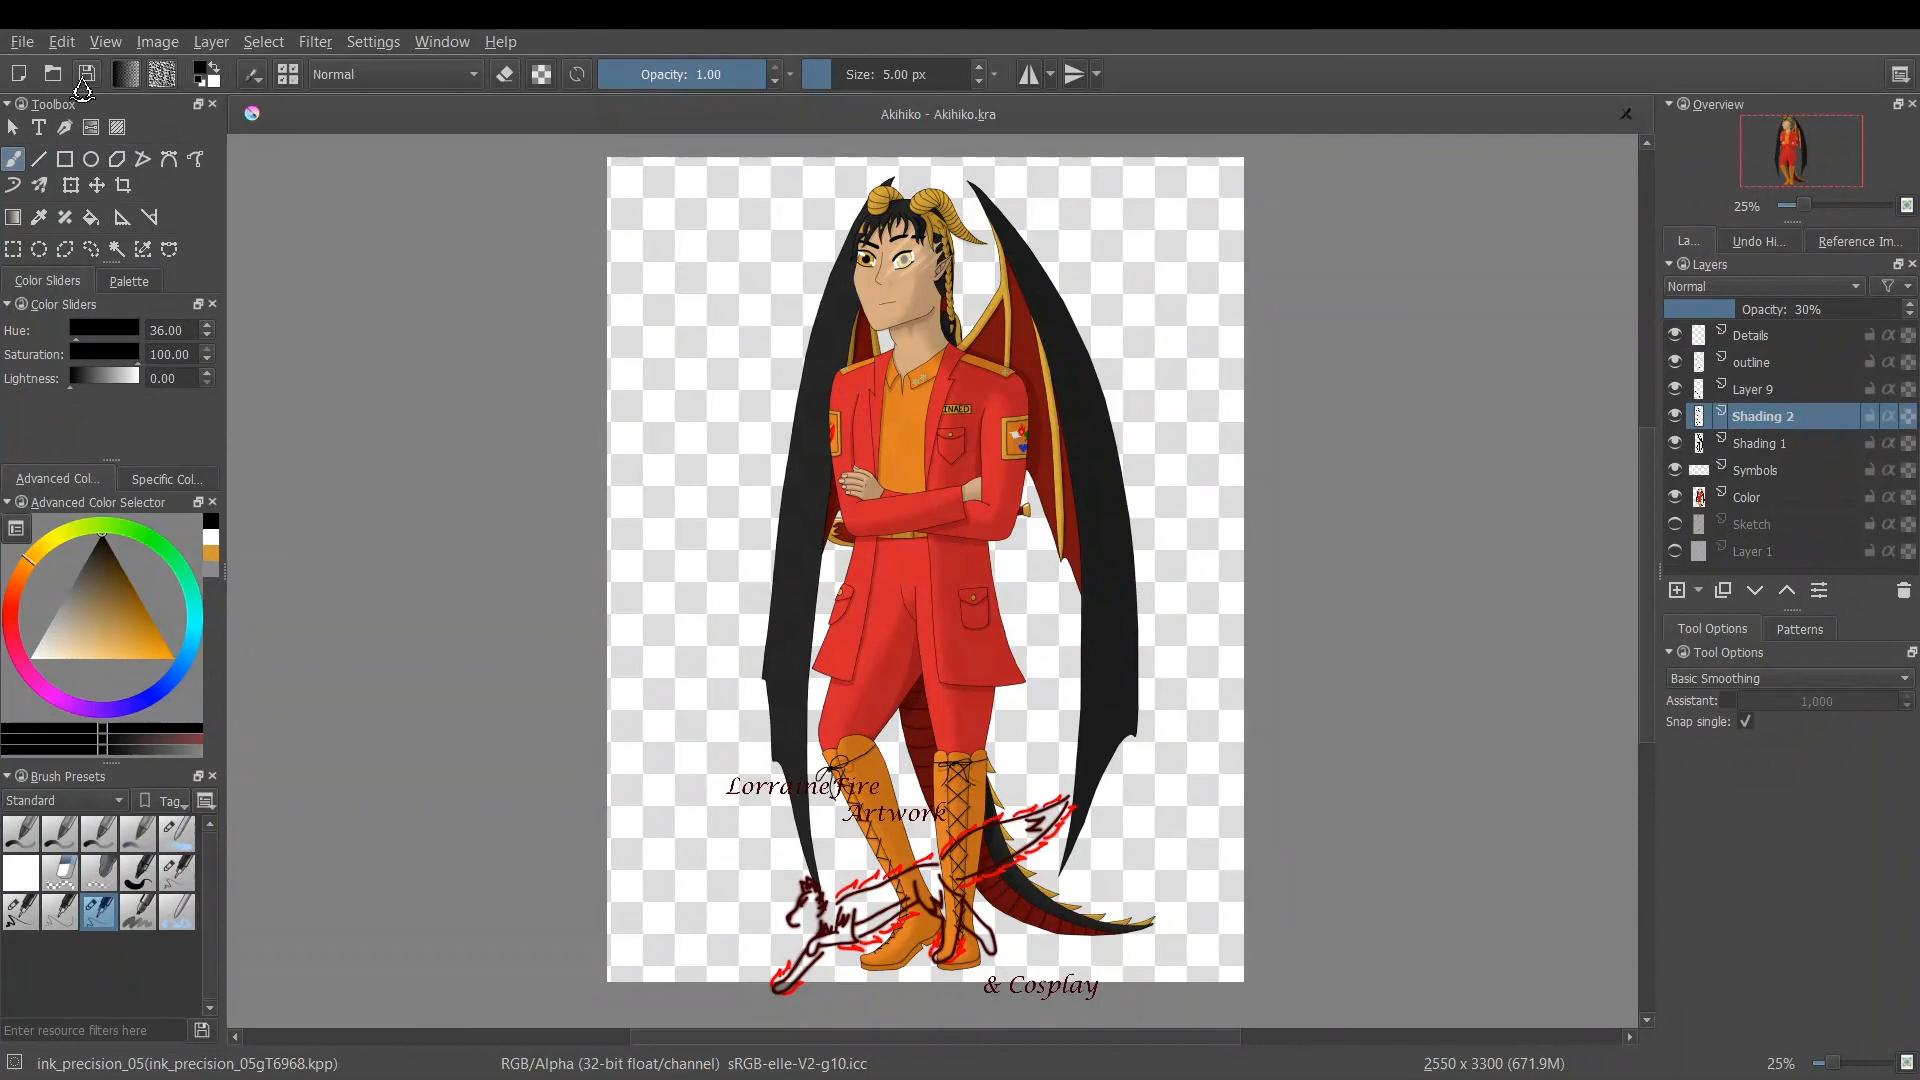 File Edit View Image Layer Select Filter Settings Window Help
Normal Opacity: 1.00 Size: 5.00 px
Toolbox
Akihiko - Akihiko.kra
Overview
25%
La... Undo Hi... Reference Im...
Layers
Normal
Opacity: 30%
Details
outline
Layer 9
Shading 2
Shading 1
Symbols
Color
Sketch
Layer 1
Tool Options Patterns
Tool Options
Basic Smoothing
Assistant: 1,000
Snap single:
Color Sliders Palette
Color Sliders
Hue: 36.00
Saturation: 100.00
Lightness: 0.00
Advanced Col... Specific Col...
Advanced Color Selector
Brush Presets
Standard Tag
Enter resource filters here
Lorraine Fire
Artwork
& Cosplay
ink_precision_05(ink_precision_05gT6968.kpp) RGB/Alpha (32-bit float/channel) sRGB-elle-V2-g10.icc 2550 x 3300 (671.9M) 25%